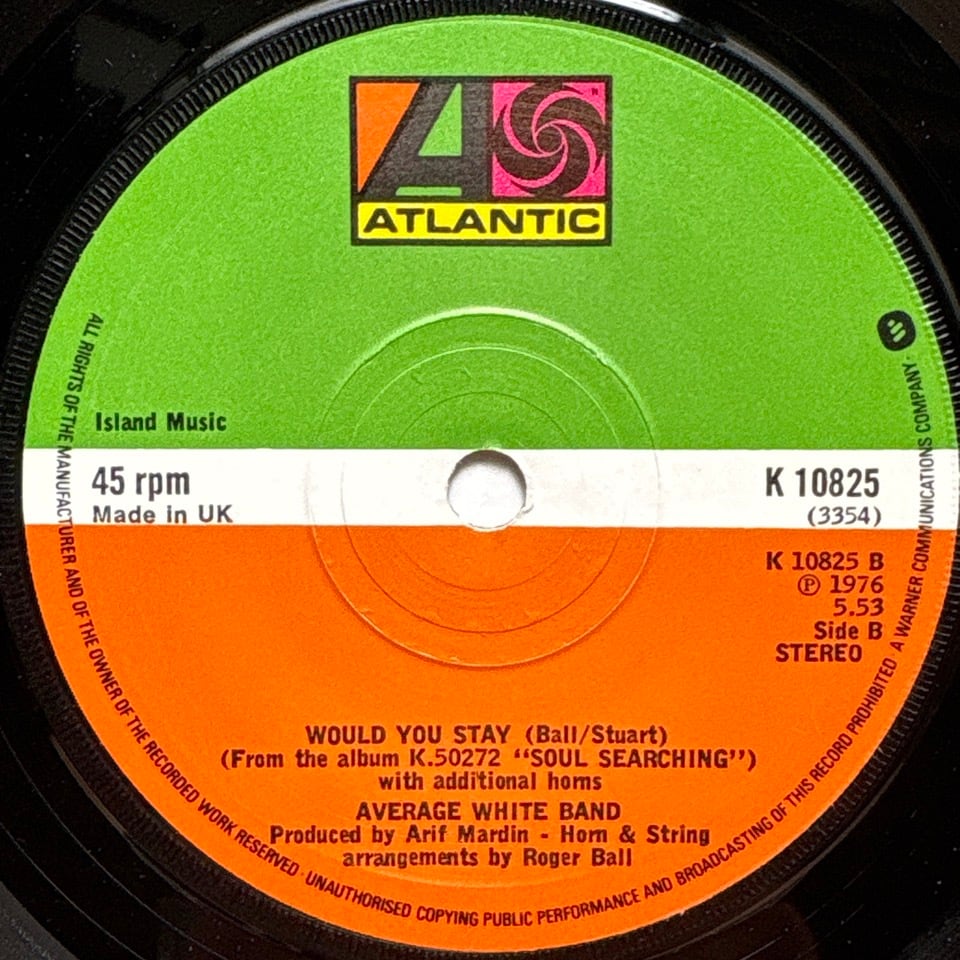 ATLANTIC
Island Music
45 rpm
Made in UK
K 10825
(3354)
K 10825 B
Ⓟ 1976
5.53
Side B
STEREO
WOULD YOU STAY (Ball/Stuart)
(From the album K.50272 "SOUL SEARCHING")
with additional horns
AVERAGE WHITE BAND
Produced by Arif Mardin - Horn & String
arrangements by Roger Ball
ALL RIGHTS OF THE MANUFACTURER AND OF THE OWNER OF THE RECORDED WORK RESERVED · UNAUTHORISED COPYING PUBLIC PERFORMANCE AND BROADCASTING OF THIS RECORD PROHIBITED · A WARNER COMMUNICATIONS COMPANY ·